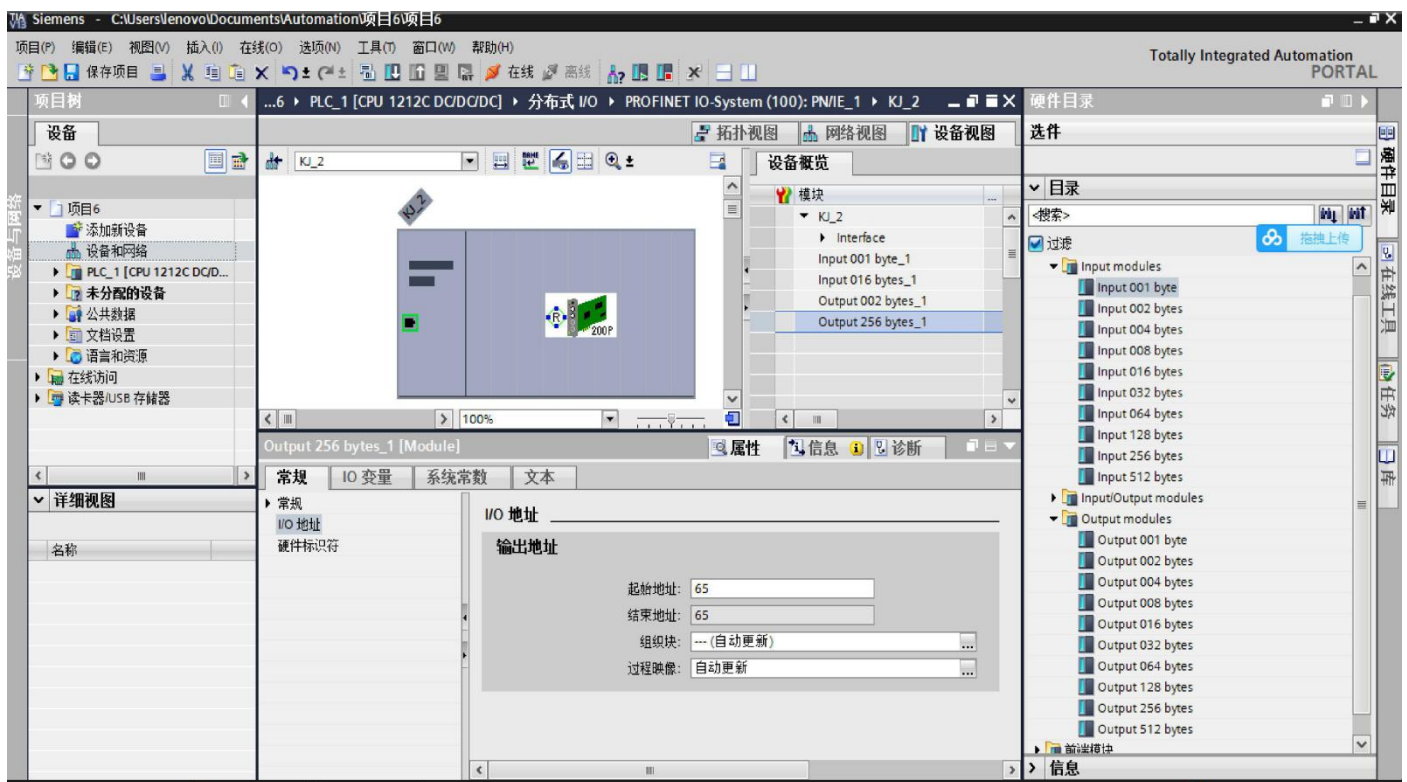 Siemens - C:\Users\lenovo\Documents\Automation\项目6\项目6
项目(P) 编辑(E) 视图(V) 插入(I) 在线(O) 选项(N) 工具(T) 窗口(W) 帮助(H)
Totally Integrated Automation
PORTAL
保存项目 在线 离线
项目树
...6 PLC_1 [CPU 1212C DC/DC/DC] 分布式 I/O PROFINET IO-System (100): PN/IE_1 KJ_2
硬件目录
设备
拓扑视图 网络视图 设备视图
选件
KJ_2
设备概览
模块 ...
KJ_2
Interface
Input 001 byte_1
Input 016 bytes_1
Output 002 bytes_1
Output 256 bytes_1
KJ_2
200P
100%
设备与网络
项目6
添加新设备
设备和网络
PLC_1 [CPU 1212C DC/D...
未分配的设备
公共数据
文档设置
语言和资源
在线访问
读卡器/USB 存储器
详细视图
名称
Output 256 bytes_1 [Module]
属性 信息 诊断
常规 IO 变量 系统常数 文本
常规
I/O 地址
硬件标识符
I/O 地址
输出地址
起始地址: 65
结束地址: 65
组织块: --- (自动更新) ...
过程映像: 自动更新 ...
目录
<搜索>
过滤
拖拽上传
Input modules
Input 001 byte
Input 002 bytes
Input 004 bytes
Input 008 bytes
Input 016 bytes
Input 032 bytes
Input 064 bytes
Input 128 bytes
Input 256 bytes
Input 512 bytes
Input/Output modules
Output modules
Output 001 byte
Output 002 bytes
Output 004 bytes
Output 008 bytes
Output 016 bytes
Output 032 bytes
Output 064 bytes
Output 128 bytes
Output 256 bytes
Output 512 bytes
前端模块
信息
硬件目录
在线工具
任务
库